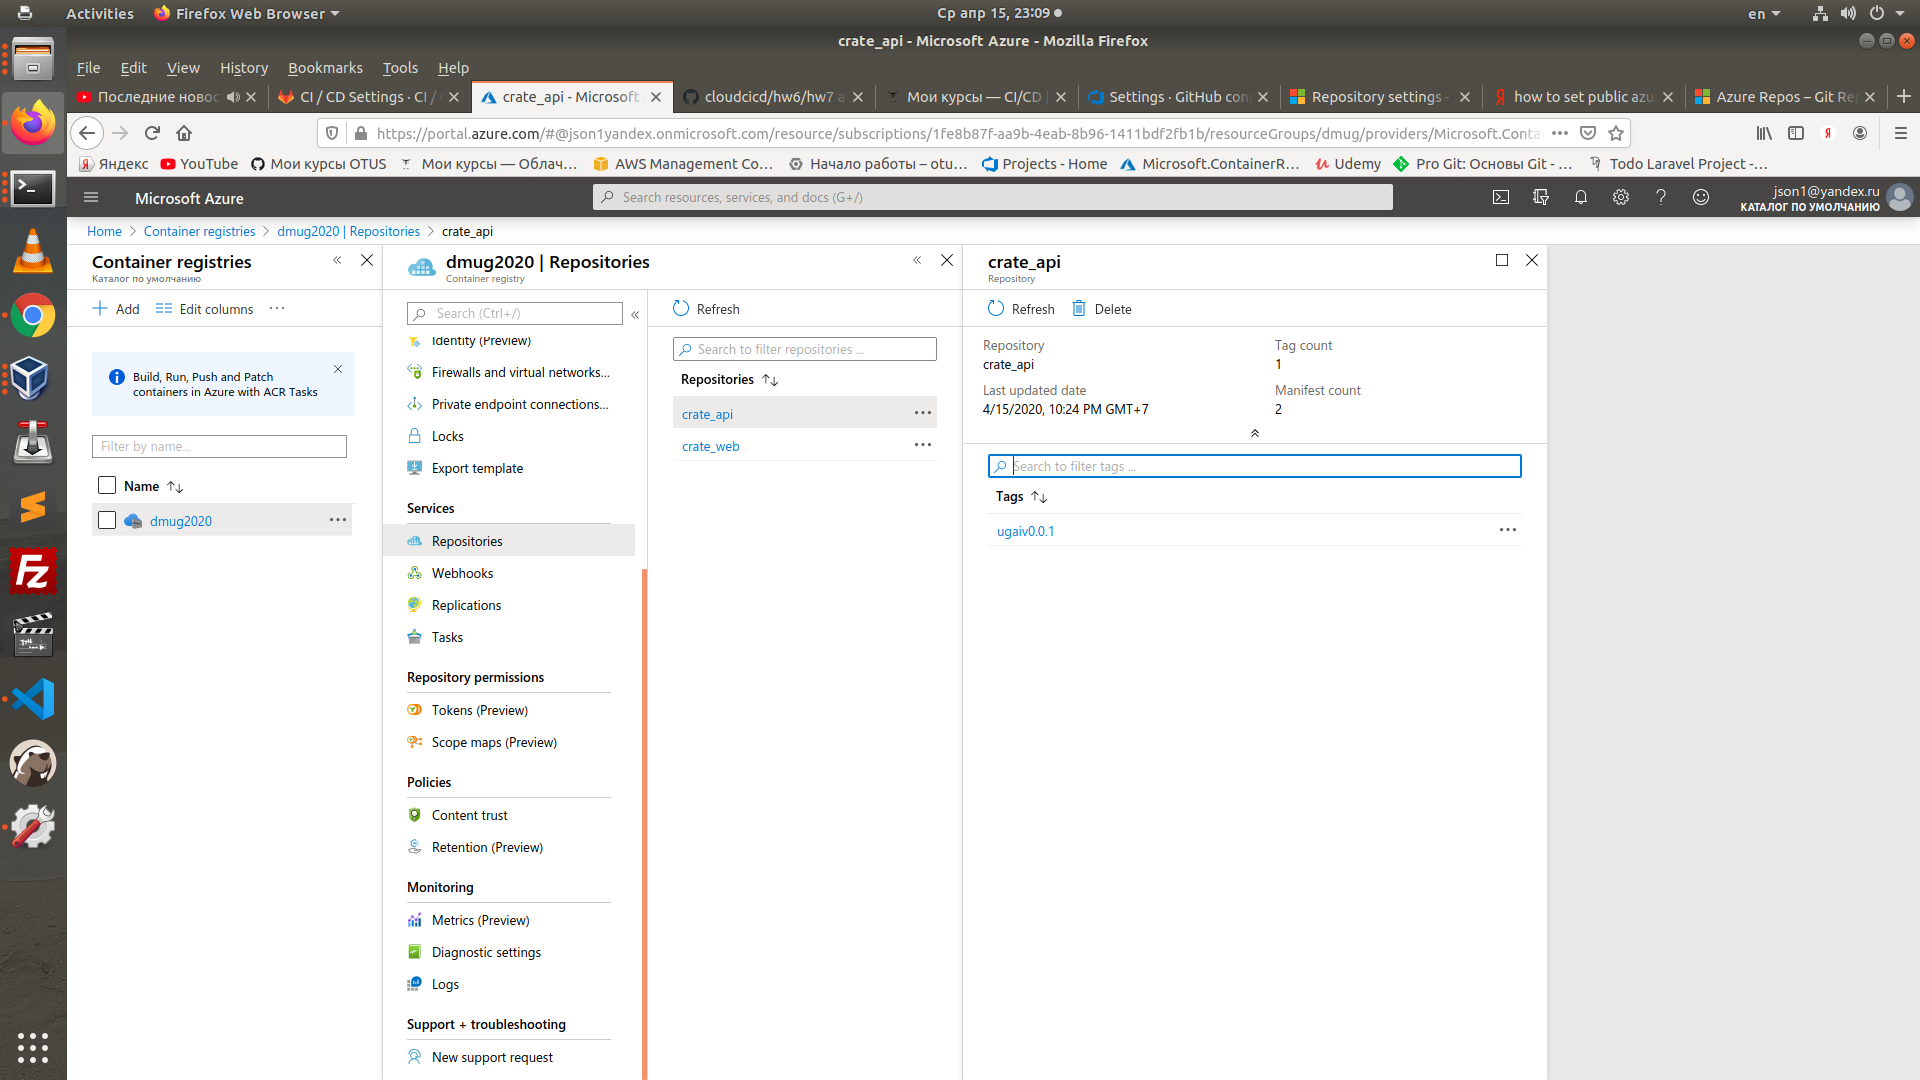 Activities Firefox Web Browser Ср апр 15, 23:09 en
crate_api - Microsoft Azure - Mozilla Firefox
File Edit View History Bookmarks Tools Help
Последние новос CI / CD Settings · CI / crate_api - Microsoft cloudcicd/hw6/hw7 Мои курсы — CI/CD Settings · GitHub con Repository settings - how to set public azu Azure Repos – Git Re
https://portal.azure.com/#@json1yandex.onmicrosoft.com/resource/subscriptions/1fe8b87f-aa9b-4eab-8b96-1411bdf2fb1b/resourceGroups/dmug/providers/Microsoft.Conta
Яндекс YouTube Мои курсы OTUS Мои курсы — Облач… AWS Management Co… Начало работы – otu… Projects - Home Microsoft.ContainerR… Udemy Pro Git: Основы Git - … Todo Laravel Project -…
Microsoft Azure Search resources, services, and docs (G+/) json1@yandex.ru
КАТАЛОГ ПО УМОЛЧАНИЮ
Home > Container registries > dmug2020 | Repositories > crate_api
Container registries
Каталог по умолчанию
Add Edit columns ...
Build, Run, Push and Patch
containers in Azure with ACR Tasks
Filter by name...
Name
dmug2020 ...
dmug2020 | Repositories
Container registry
Search (Ctrl+/)
Identity (Preview)
Firewalls and virtual networks...
Private endpoint connections...
Locks
Export template
Services
Repositories
Webhooks
Replications
Tasks
Repository permissions
Tokens (Preview)
Scope maps (Preview)
Policies
Content trust
Retention (Preview)
Monitoring
Metrics (Preview)
Diagnostic settings
Logs
Support + troubleshooting
New support request
Refresh
Search to filter repositories ...
Repositories
crate_api ...
crate_web ...
crate_api
Repository
Refresh Delete
Repository
crate_api
Tag count
1
Last updated date
4/15/2020, 10:24 PM GMT+7
Manifest count
2
Search to filter tags ...
Tags
ugaiv0.0.1 ...